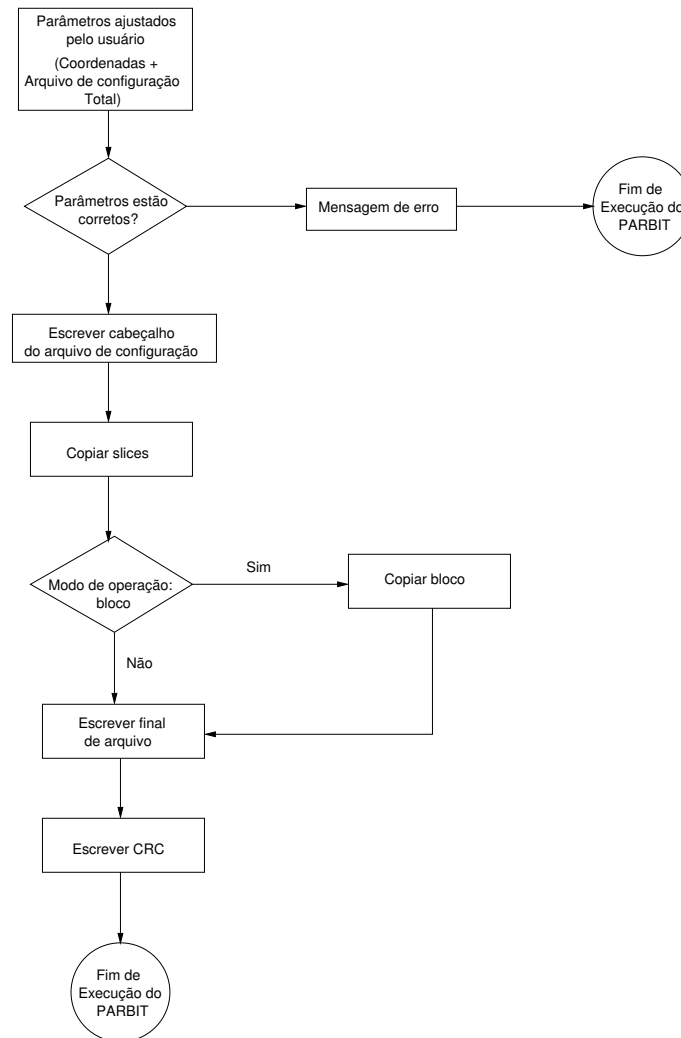 Parâmetros ajustados
pelo usuário
(Coordenadas +
Arquivo de configuração
Total)
Parâmetros estão
corretos?
Mensagem de erro
Fim de
Execução do
PARBIT
Escrever cabeçalho
do arquivo de configuração
Copiar slices
Modo de operação:
bloco
Sim
Copiar bloco
Não
Escrever final
de arquivo
Escrever CRC
Fim de
Execução do
PARBIT